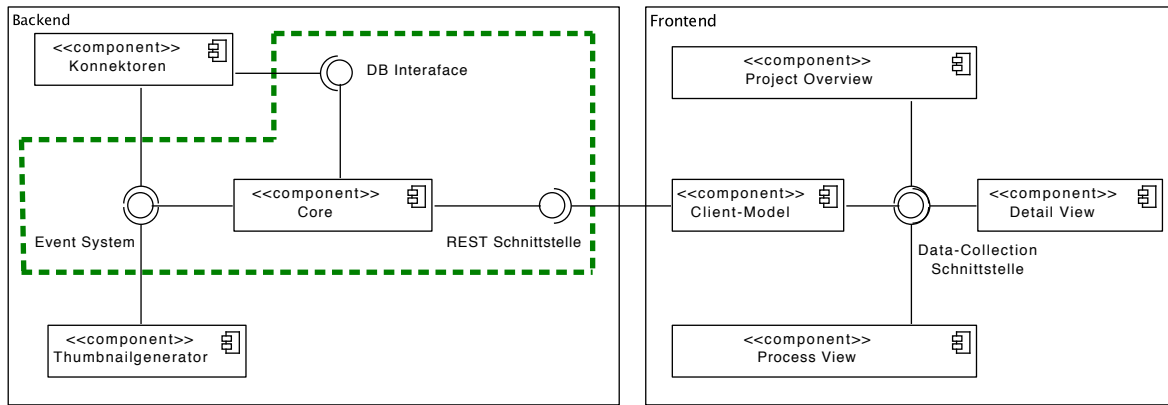 Backend
<<component>>
Konnektoren
DB Interaface
<<component>>
Core
Event System
REST Schnittstelle
<<component>>
Thumbnailgenerator
Frontend
<<component>>
Project Overview
<<component>>
Client-Model
<<component>>
Detail View
Data-Collection
Schnittstelle
<<component>>
Process View